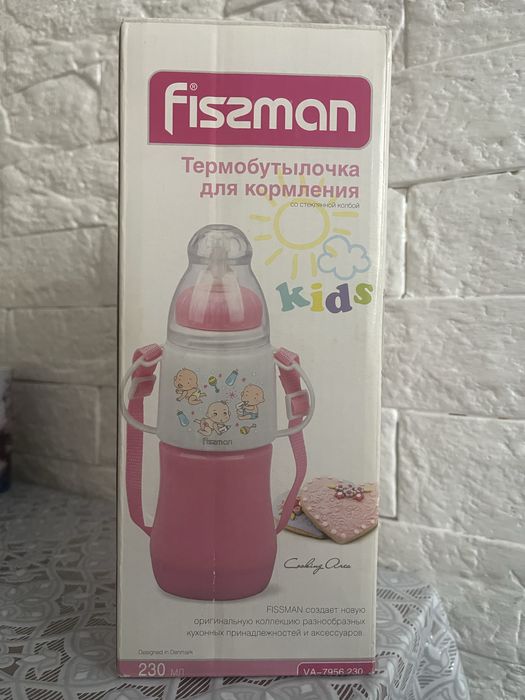 fissman®
Термобутылочка
для кормления
со стеклянной колбой
kids
fissman
Cooking Area
FISSMAN создает новую
оригинальную коллекцию разнообразных
кухонных принадлежностей и аксессуаров.
Designed in Denmark
230 мл
VA-7956.230